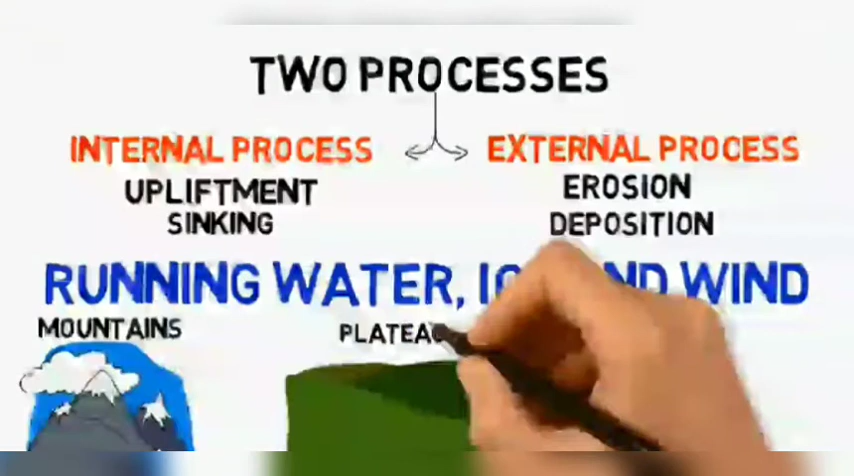 TWO PROCESSES
INTERNAL PROCESS
EXTERNAL PROCESS
UPLIFTMENT
SINKING
EROSION
DEPOSITION
RUNNING WATER, WIND
MOUNTAINS